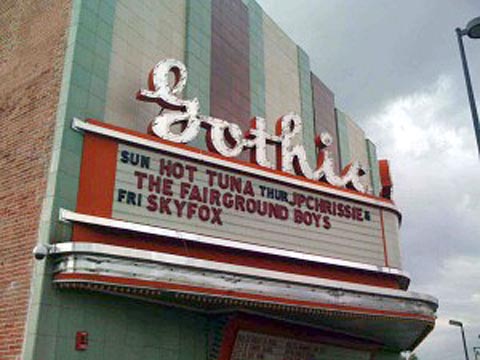 Gothic
SUN HOT TUNA THUR JPCHRISSIE &
THE FAIRGROUND BOYS
FRI SKYFOX